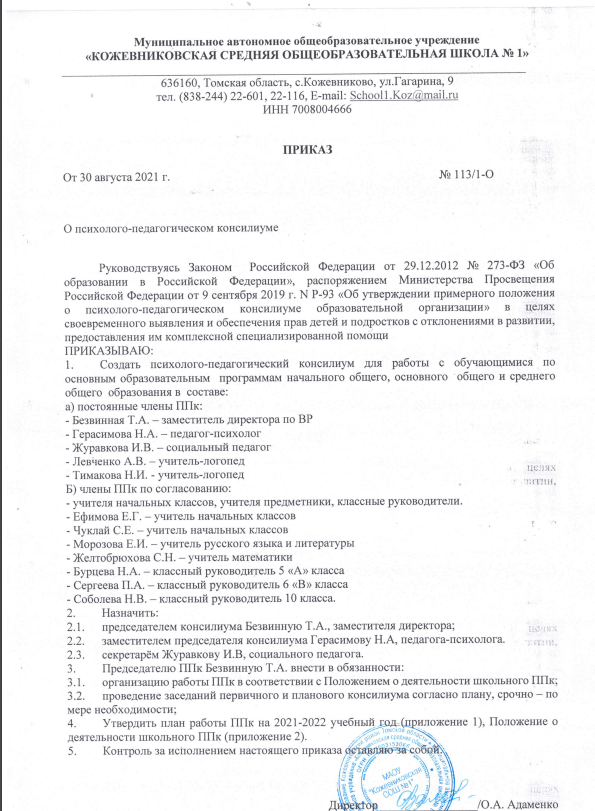 Муниципальное автономное общеобразовательное учреждение
«КОЖЕВНИКОВСКАЯ СРЕДНЯЯ ОБЩЕОБРАЗОВАТЕЛЬНАЯ ШКОЛА № 1»
636160, Томская область, с.Кожевниково, ул.Гагарина, 9
тел. (838-244) 22-601, 22-116, E-mail: School1.Koz@mail.ru
ИНН 7008004666
ПРИКАЗ
От 30 августа 2021 г. № 113/1-О
О психолого-педагогическом консилиуме
Руководствуясь Законом Российской Федерации от 29.12.2012 № 273-ФЗ «Об
образовании в Российской Федерации», распоряжением Министерства Просвещения
Российской Федерации от 9 сентября 2019 г. N Р-93 «Об утверждении примерного положения
о психолого-педагогическом консилиуме образовательной организации» в целях
своевременного выявления и обеспечения прав детей и подростков с отклонениями в развитии,
предоставления им комплексной специализированной помощи
ПРИКАЗЫВАЮ:
1. Создать психолого-педагогический консилиум для работы с обучающимися по
основным образовательным программам начального общего, основного общего и среднего
общего образования в составе:
а) постоянные члены ППк:
- Безвинная Т.А. – заместитель директора по ВР
- Герасимова Н.А. – педагог-психолог
- Журавкова И.В. – социальный педагог
- Левченко А.В. – учитель-логопед
- Тимакова Н.И. - учитель-логопед
Б) члены ППк по согласованию:
- учителя начальных классов, учителя предметники, классные руководители.
- Ефимова Е.Г. – учитель начальных классов
- Чуклай С.Е. – учитель начальных классов
- Морозова Е.И. – учитель русского языка и литературы
- Желтобрюхова С.Н. – учитель математики
- Бурцева Н.А. – классный руководитель 5 «А» класса
- Сергеева П.А. – классный руководитель 6 «В» класса
- Соболева Н.В. – классный руководитель 10 класса.
2. Назначить:
2.1. председателем консилиума Безвинную Т.А., заместителя директора;
2.2. заместителем председателя консилиума Герасимову Н.А, педагога-психолога.
2.3. секретарём Журавкову И.В, социального педагога.
3. Председателю ППк Безвинную Т.А. внести в обязанности:
3.1. организацию работы ППк в соответствии с Положением о деятельности школьного ППк;
3.2. проведение заседаний первичного и планового консилиума согласно плану, срочно – по
мере необходимости;
4. Утвердить план работы ППк на 2021-2022 учебный год (приложение 1), Положение о
деятельности школьного ППк (приложение 2).
5. Контроль за исполнением настоящего приказа оставляю за собой.
МАОУ
"Кожевниковская
СОШ №1"
Директор /О.А. Адаменко